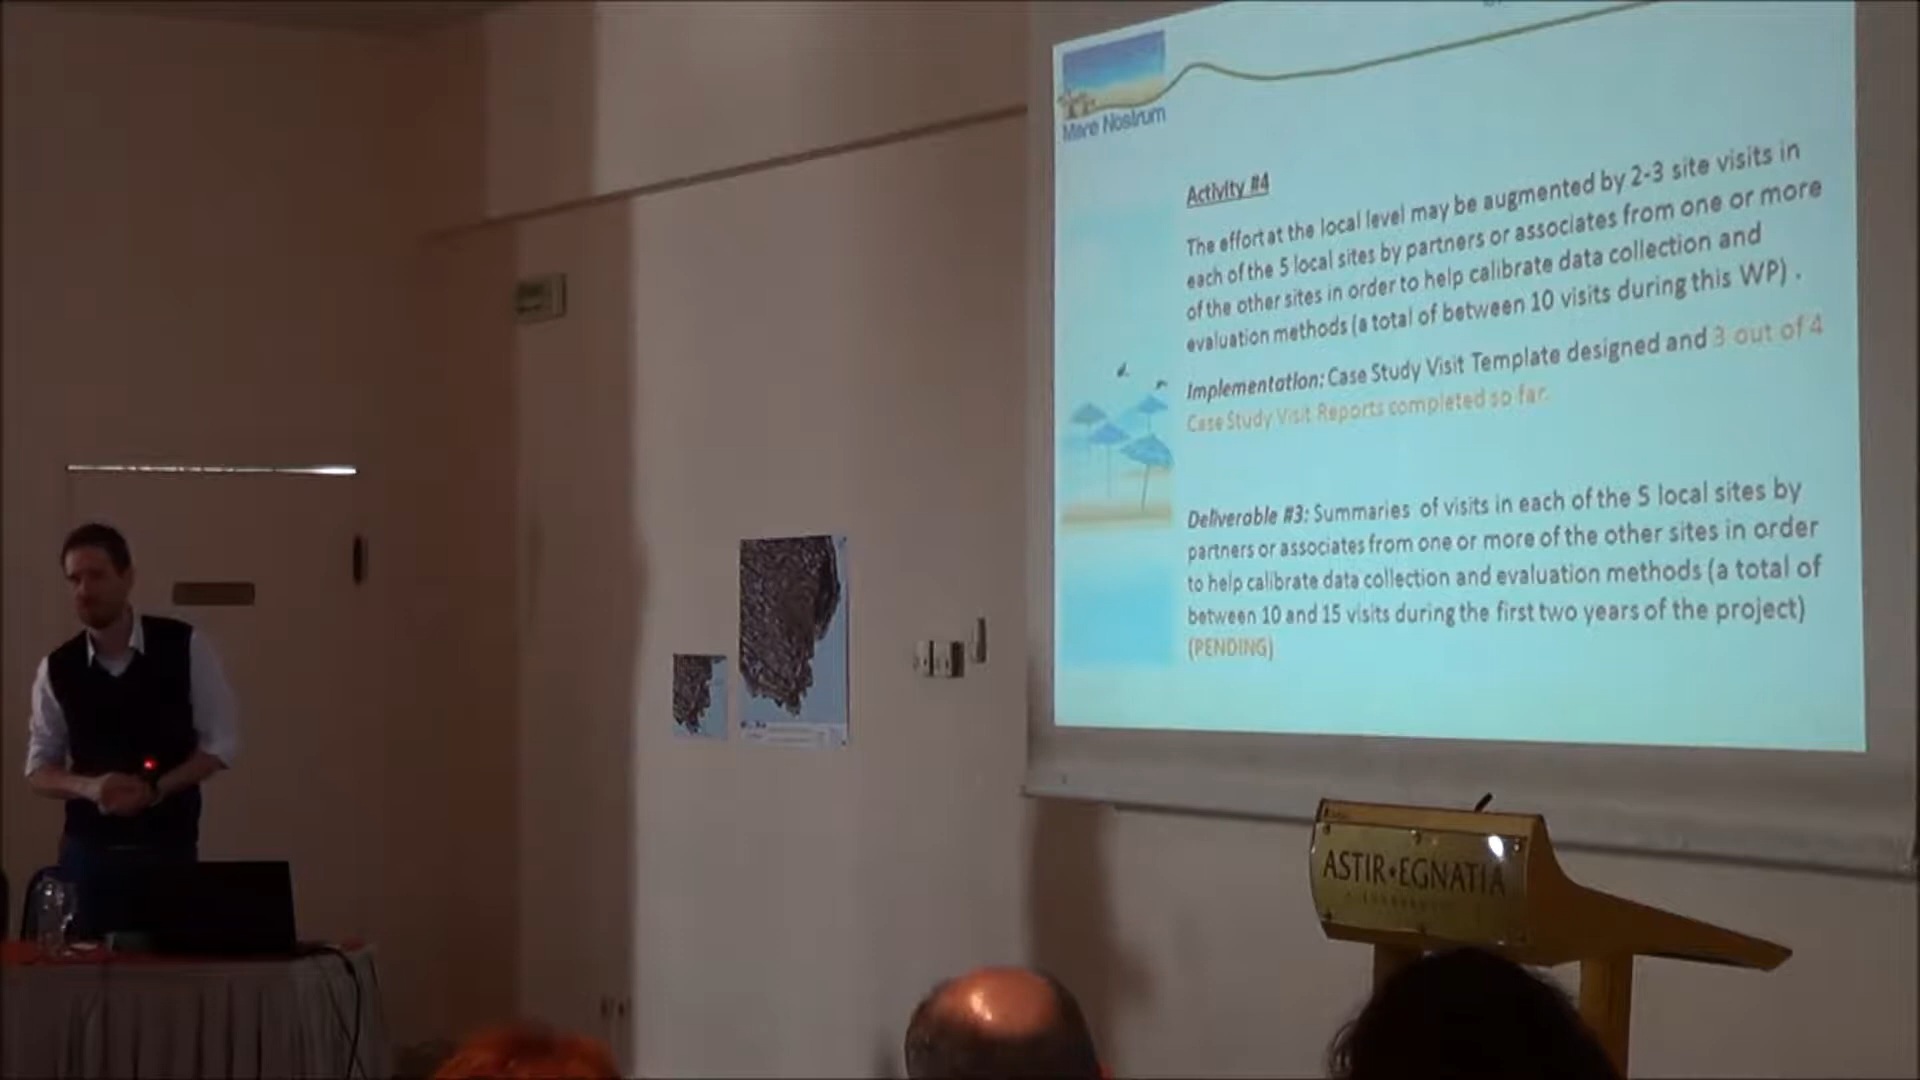 Mare Nostrum
Activity #4
The effort at the local level may be augmented by 2-3 site visits in
each of the 5 local sites by partners or associates from one or more
of the other sites in order to help calibrate data collection and
evaluation methods (a total of between 10 visits during this WP) .
Implementation: Case Study Visit Template designed and 3 out of 4
Case Study Visit Reports completed so far.
Deliverable #3: Summaries of visits in each of the 5 local sites by
partners or associates from one or more of the other sites in order
to help calibrate data collection and evaluation methods (a total of
between 10 and 15 visits during the first two years of the project)
(PENDING)
ASTIR•EGNATIA